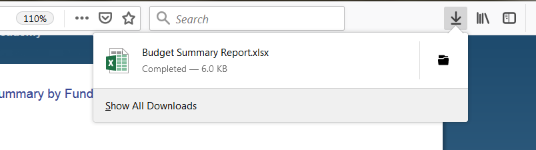 110%
Search
Budget Summary Report.xlsx
Completed — 6.0 KB
ummary by Fund
Show All Downloads